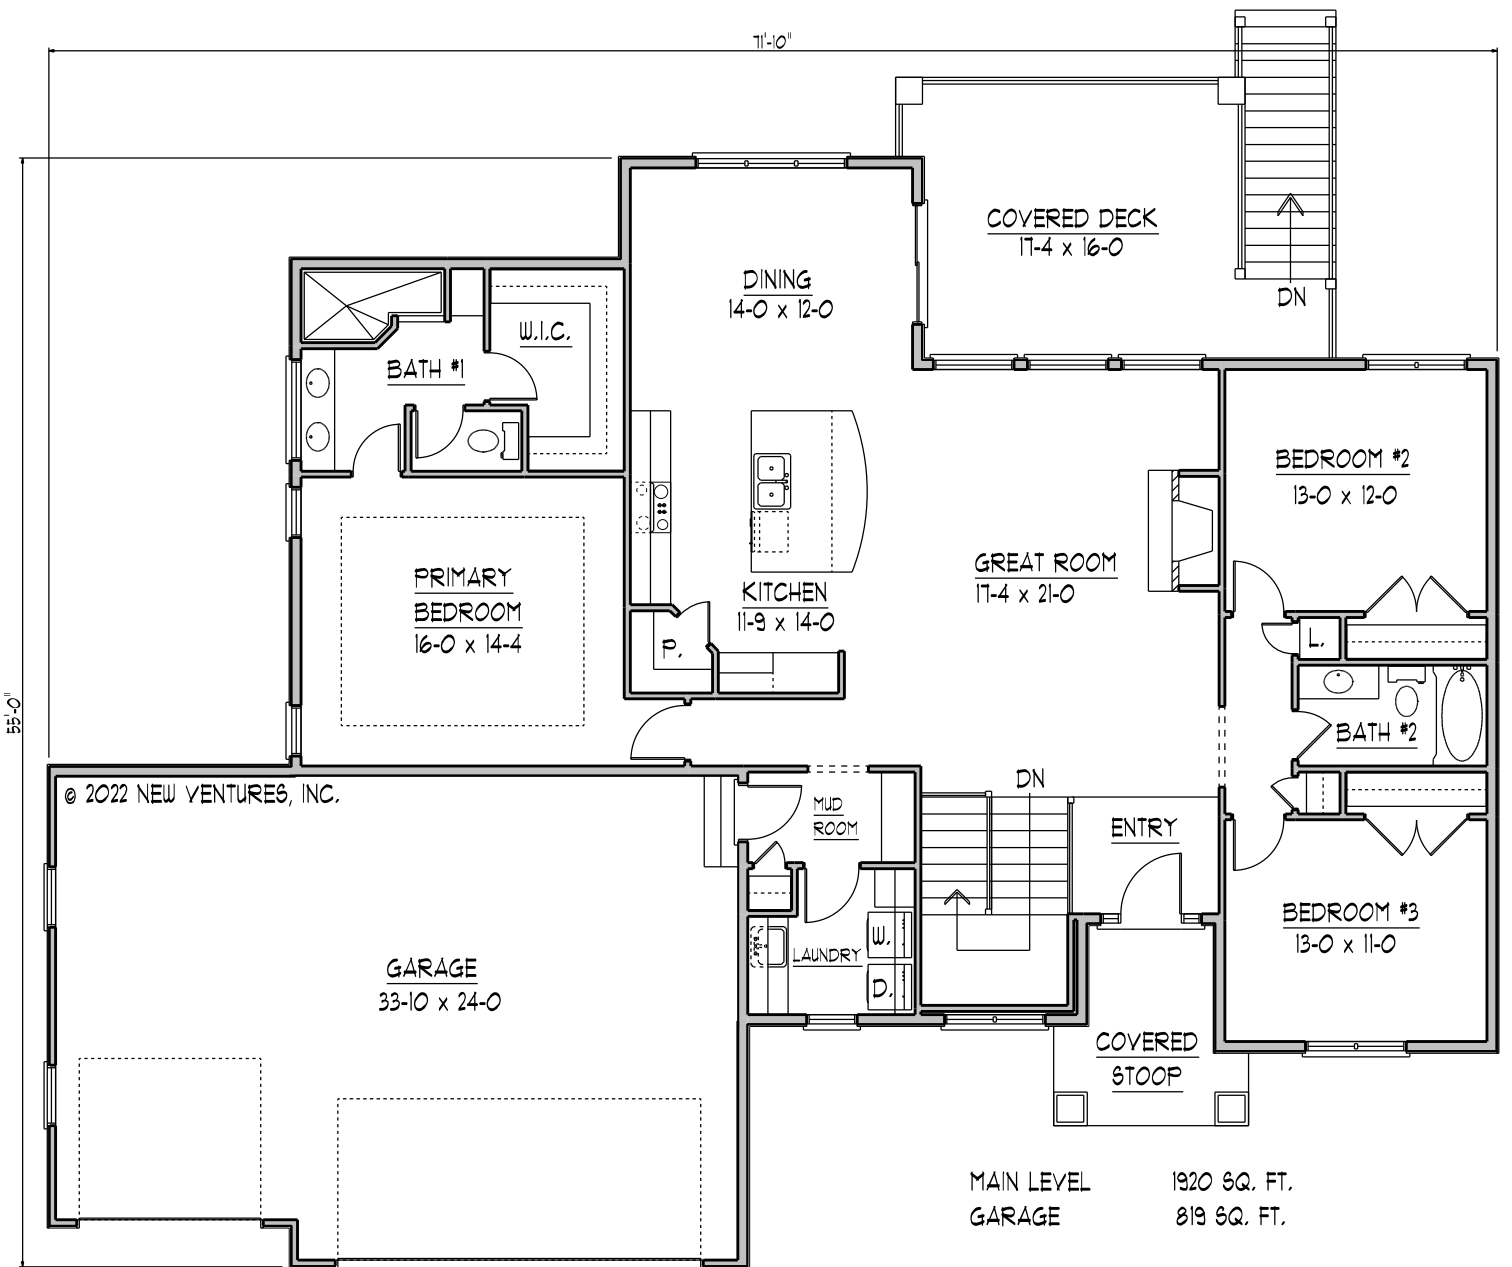 71'-10"
COVERED DECK
17-4 x 16-0
DN
DINING
14-0 x 12-0
W.I.C.
BATH #1
BEDROOM #2
13-0 x 12-0
GREAT ROOM
17-4 x 21-0
PRIMARY
BEDROOM
16-0 x 14-4
KITCHEN
11-9 x 14-0
P.
L.
BATH #2
55'-0"
© 2022 NEW VENTURES, INC.
DN
MUD
ROOM
ENTRY
BEDROOM #3
13-0 x 11-0
W.
LAUNDRY
D.
GARAGE
33-10 x 24-0
COVERED
STOOP
MAIN LEVEL 1920 SQ. FT.
GARAGE 819 SQ. FT.